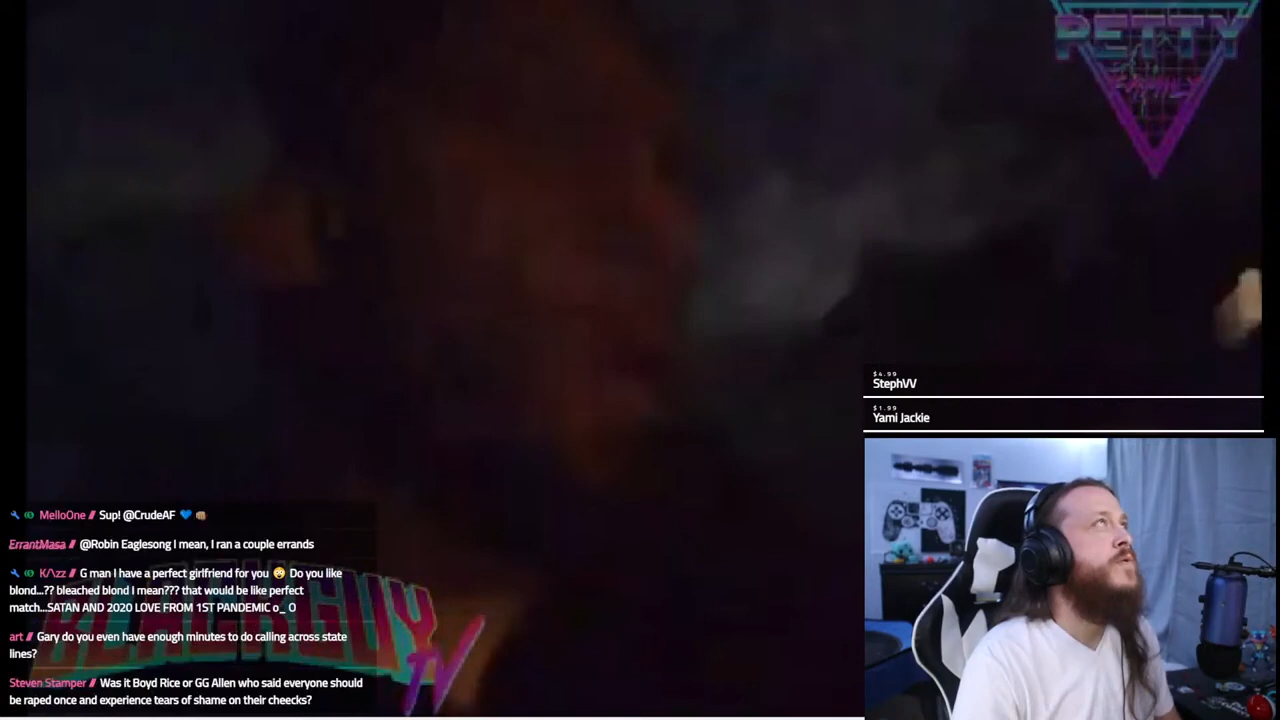 PETTY
FAMILY
$4.99
StephVV
$1.99
Yami Jackie
MelloOne // Sup! @CrudeAF 💙 👊🏽
ErrantMasa // @Robin Eaglesong I mean, I ran a couple errands
K/\zz // G man I have a perfect girlfriend for you 😳 Do you like
blond...?? bleached blond I mean??? that would be like perfect
match...SATAN AND 2020 LOVE FROM 1ST PANDEMIC o_ O
art // Gary do you even have enough minutes to do calling across state
lines?
Steven Stamper // Was it Boyd Rice or GG Allen who said everyone should
be raped once and experience tears of shame on their cheecks?
BLACKGUY
TV